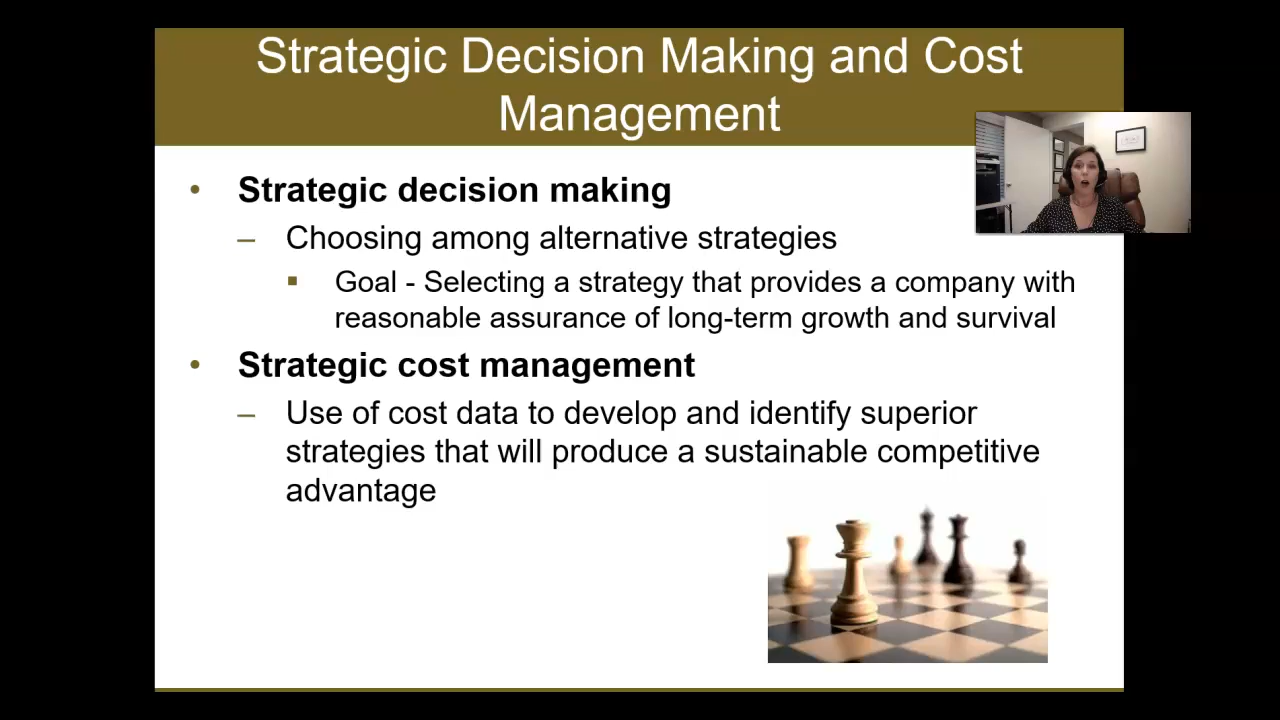 Strategic Decision Making and Cost
Management
• Strategic decision making
– Choosing among alternative strategies
▪ Goal - Selecting a strategy that provides a company with
reasonable assurance of long-term growth and survival
• Strategic cost management
– Use of cost data to develop and identify superior
strategies that will produce a sustainable competitive
advantage